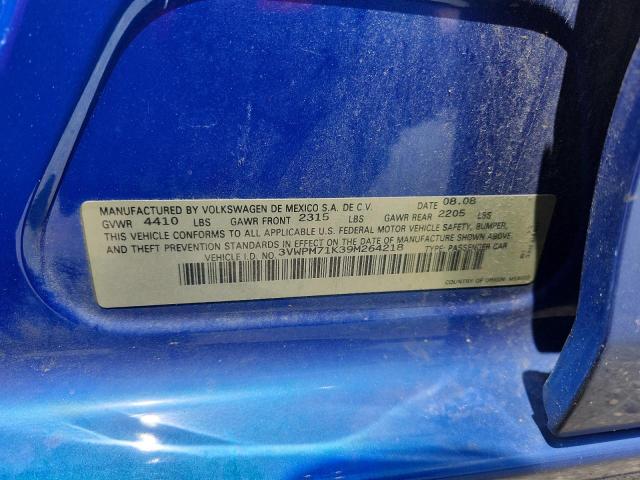 MANUFACTURED BY VOLKSWAGEN DE MEXICO S.A. DE C.V. DATE 08.08
GVWR 4410 LBS GAWR FRONT 2315 LBS GAWR REAR 2205 LBS
THIS VEHICLE CONFORMS TO ALL APPLICABLE U.S. FEDERAL MOTOR VEHICLE SAFETY, BUMPER,
AND THEFT PREVENTION STANDARDS IN EFFECT ON THE DATE OF MANUFACTURE SHOWN ABOVE.
VEHICLE I.D. NO. 3VWPM71K39M264218 TYPE: PASSENGER CAR
COUNTRY OF ORIGIN: MEXICO